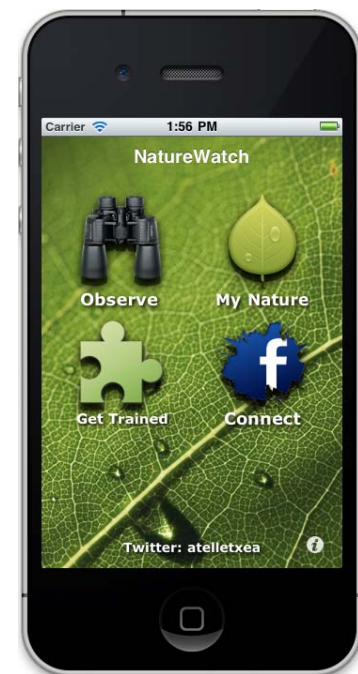 Carrier 1:56 PM
NatureWatch
Observe My Nature
Get Trained Connect
Twitter: atelletxea